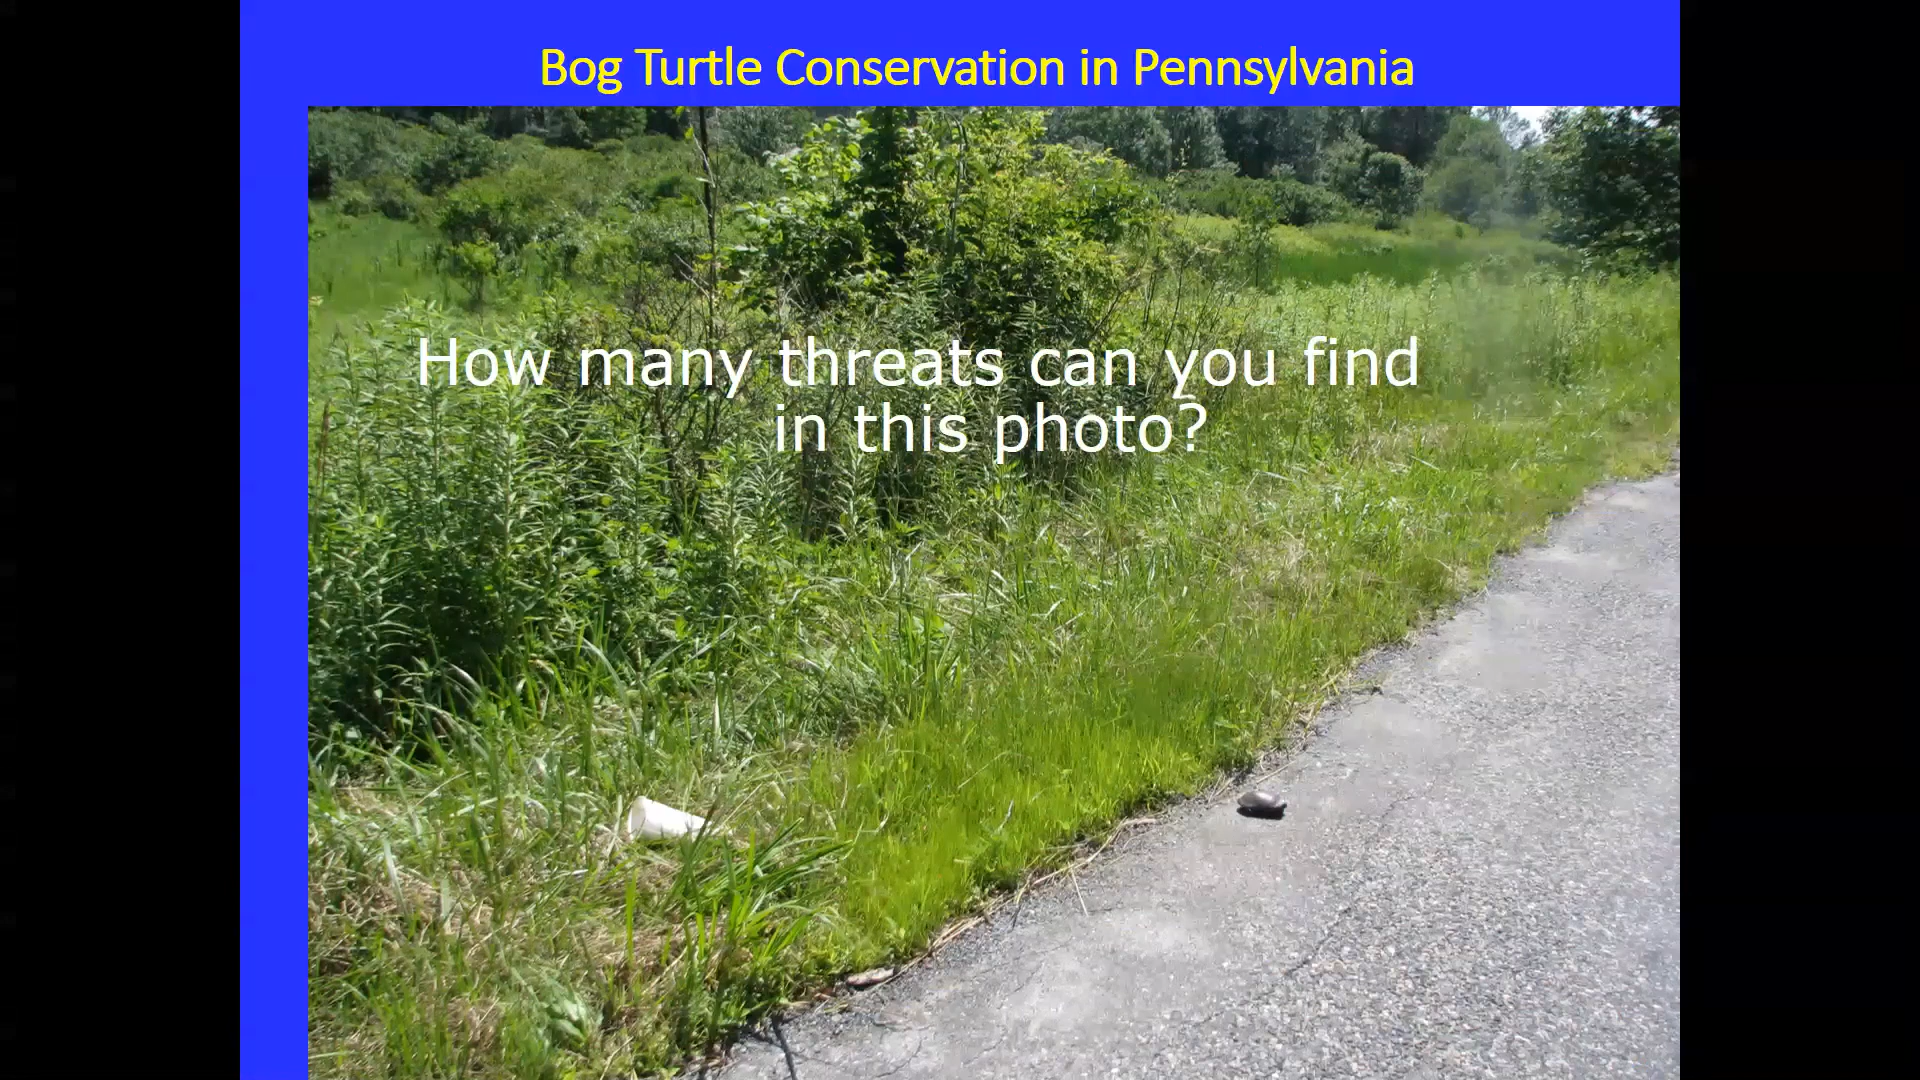 Bog Turtle Conservation in Pennsylvania
How many threats can you find
in this photo?